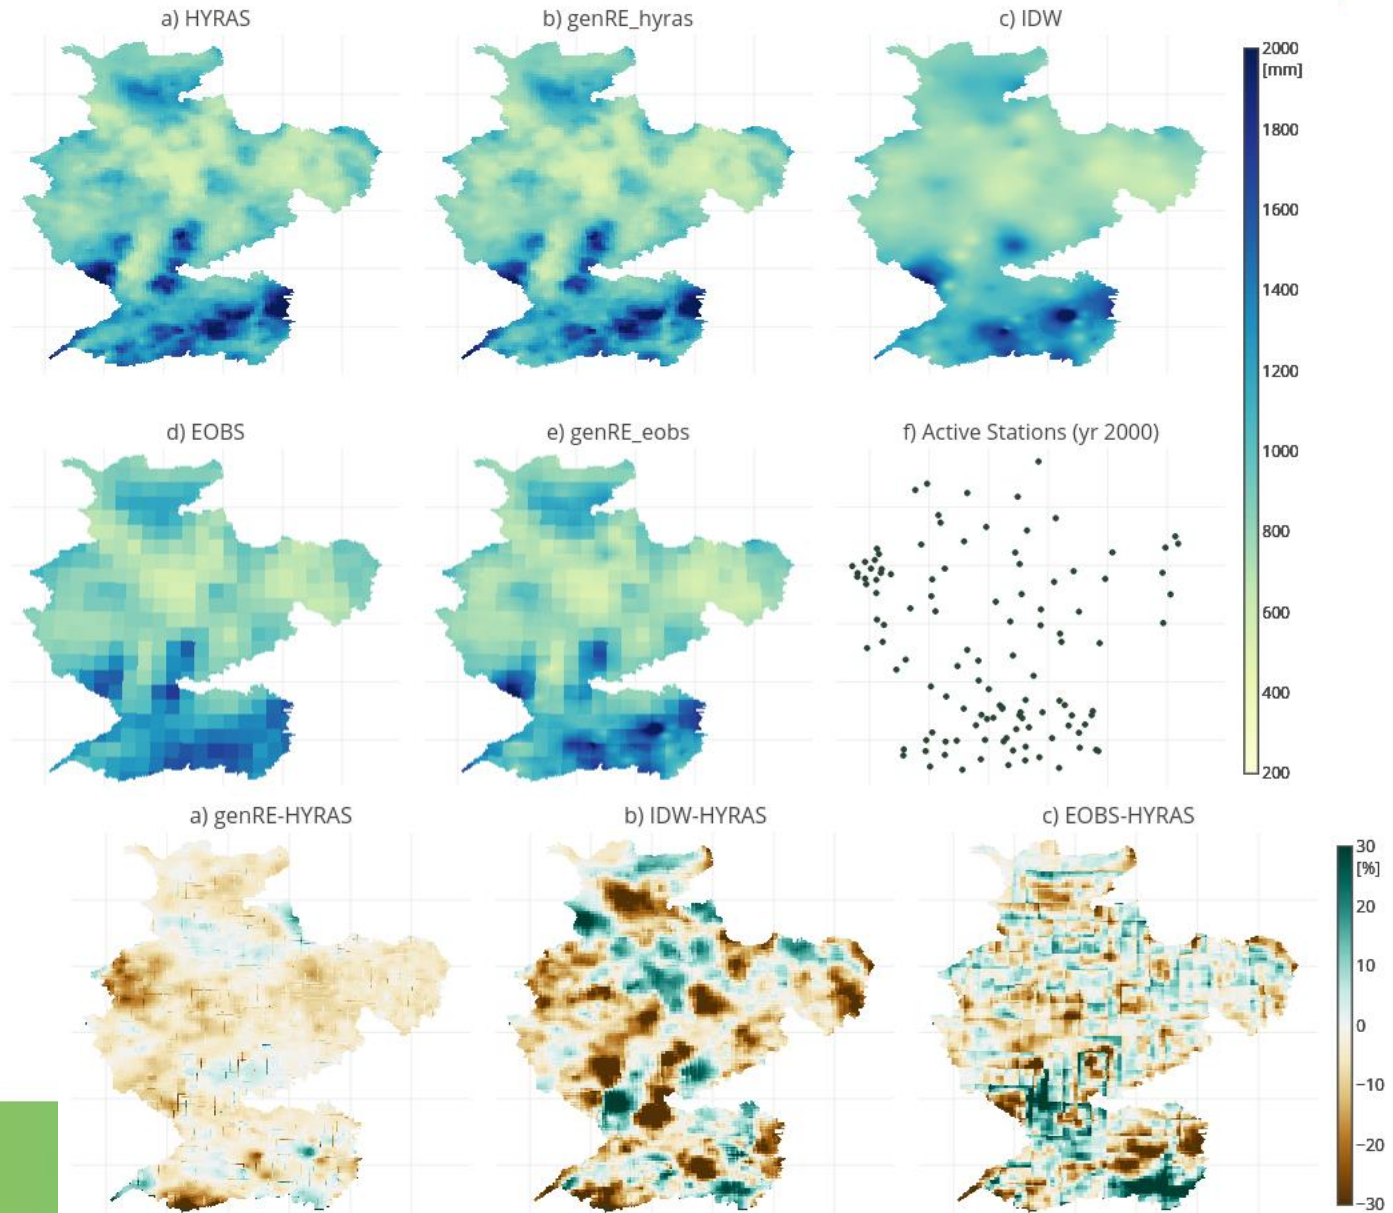 a) HYRAS
b) genRE_hyras
c) IDW
2000
[mm]
1800
1600
1400
1200
1000
800
600
400
200
d) EOBS
e) genRE_eobs
f) Active Stations (yr 2000)
a) genRE-HYRAS
b) IDW-HYRAS
c) EOBS-HYRAS
30
[%]
20
10
0
−10
−20
−30